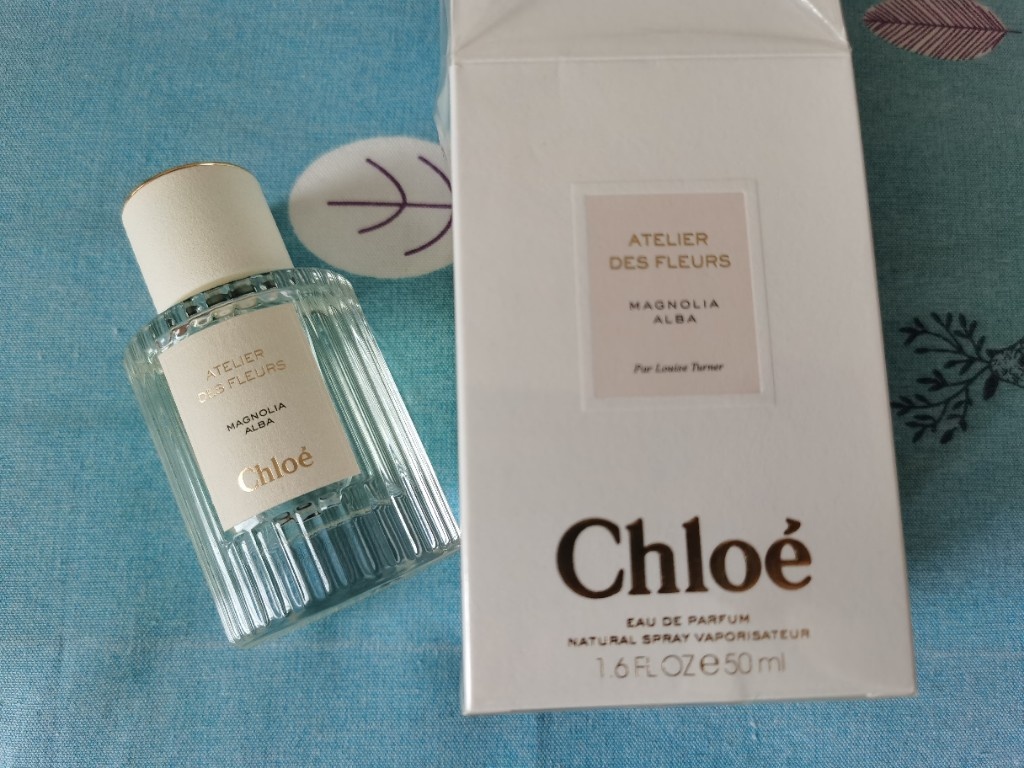 ATELIER
DES FLEURS
MAGNOLIA
ALBA
Chloé
ATELIER
DES FLEURS
MAGNOLIA
ALBA
Par Louise Turner
Chloé
EAU DE PARFUM
NATURAL SPRAY VAPORISATEUR
1.6 FL OZ e 50 ml